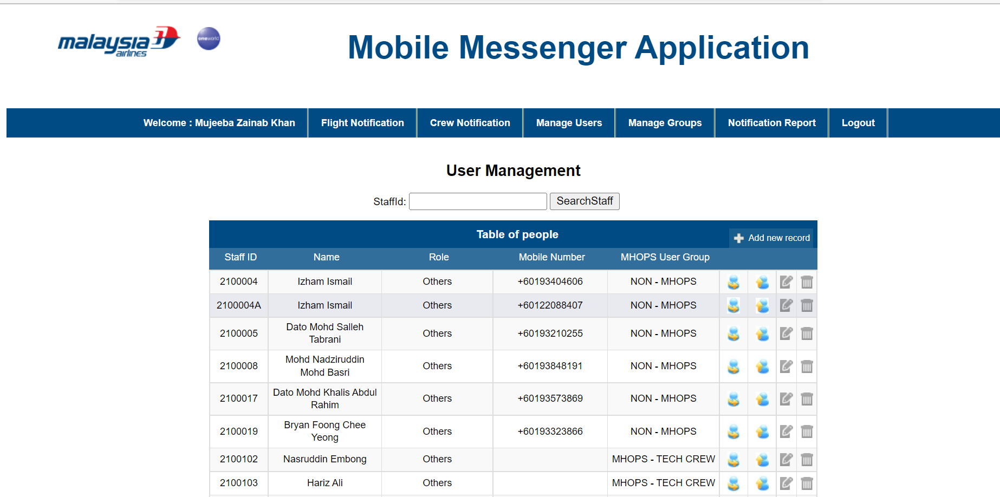 malaysia
airlines
oneworld
Mobile Messenger Application
Welcome : Mujeeba Zainab Khan Flight Notification Crew Notification Manage Users Manage Groups Notification Report Logout
User Management
StaffId: SearchStaff
Table of people
Add new record
Staff ID Name Role Mobile Number MHOPS User Group
2100004 Izham Ismail Others +60193404606 NON - MHOPS
2100004A Izham Ismail Others +60122088407 NON - MHOPS
2100005 Dato Mohd Salleh Tabrani Others +60193210255 NON - MHOPS
2100008 Mohd Nadziruddin Mohd Basri Others +60193848191 NON - MHOPS
2100017 Dato Mohd Khalis Abdul Rahim Others +60193573869 NON - MHOPS
2100019 Bryan Foong Chee Yeong Others +60193323866 NON - MHOPS
2100102 Nasruddin Embong Others MHOPS - TECH CREW
2100103 Hariz Ali Others MHOPS - TECH CREW